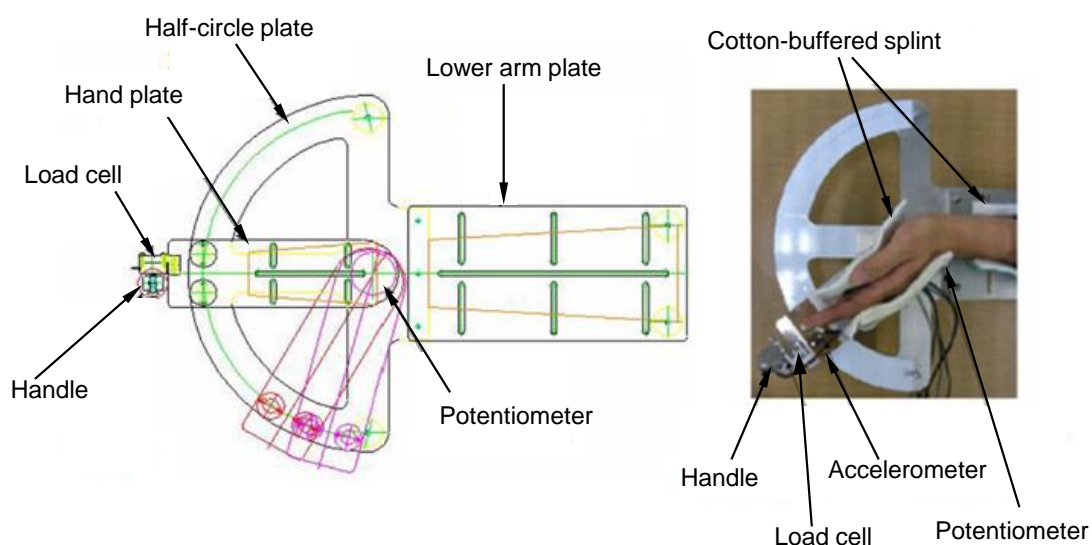 Half-circle plate
Cotton-buffered splint
Lower arm plate
Hand plate
Load cell
Handle
Potentiometer
Handle
Accelerometer
Load cell
Potentiometer